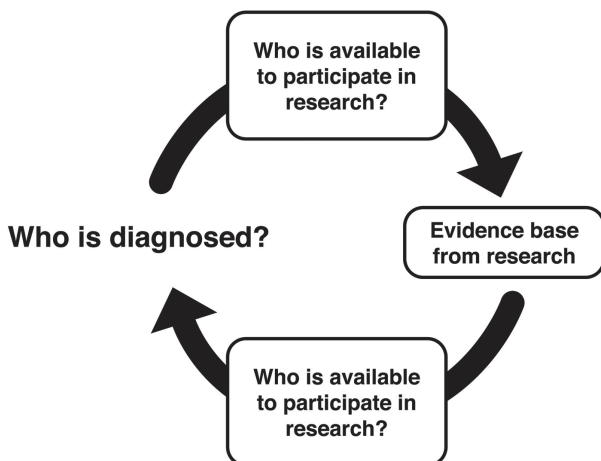 Who is available
to participate in
research?
Who is diagnosed?
Evidence base
from research
Who is available
to participate in
research?